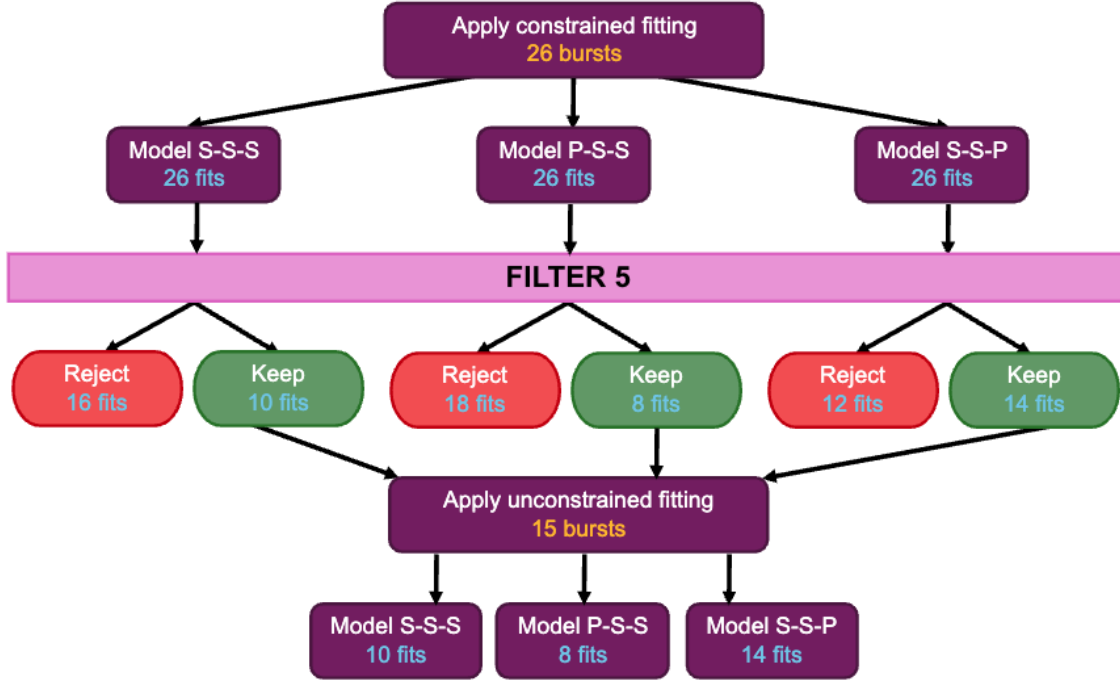 Apply constrained fitting
26 bursts
Model S-S-S
26 fits
Model P-S-S
26 fits
Model S-S-P
26 fits
FILTER 5
Reject
16 fits
Keep
10 fits
Reject
18 fits
Keep
8 fits
Reject
12 fits
Keep
14 fits
Apply unconstrained fitting
15 bursts
Model S-S-S
10 fits
Model P-S-S
8 fits
Model S-S-P
14 fits